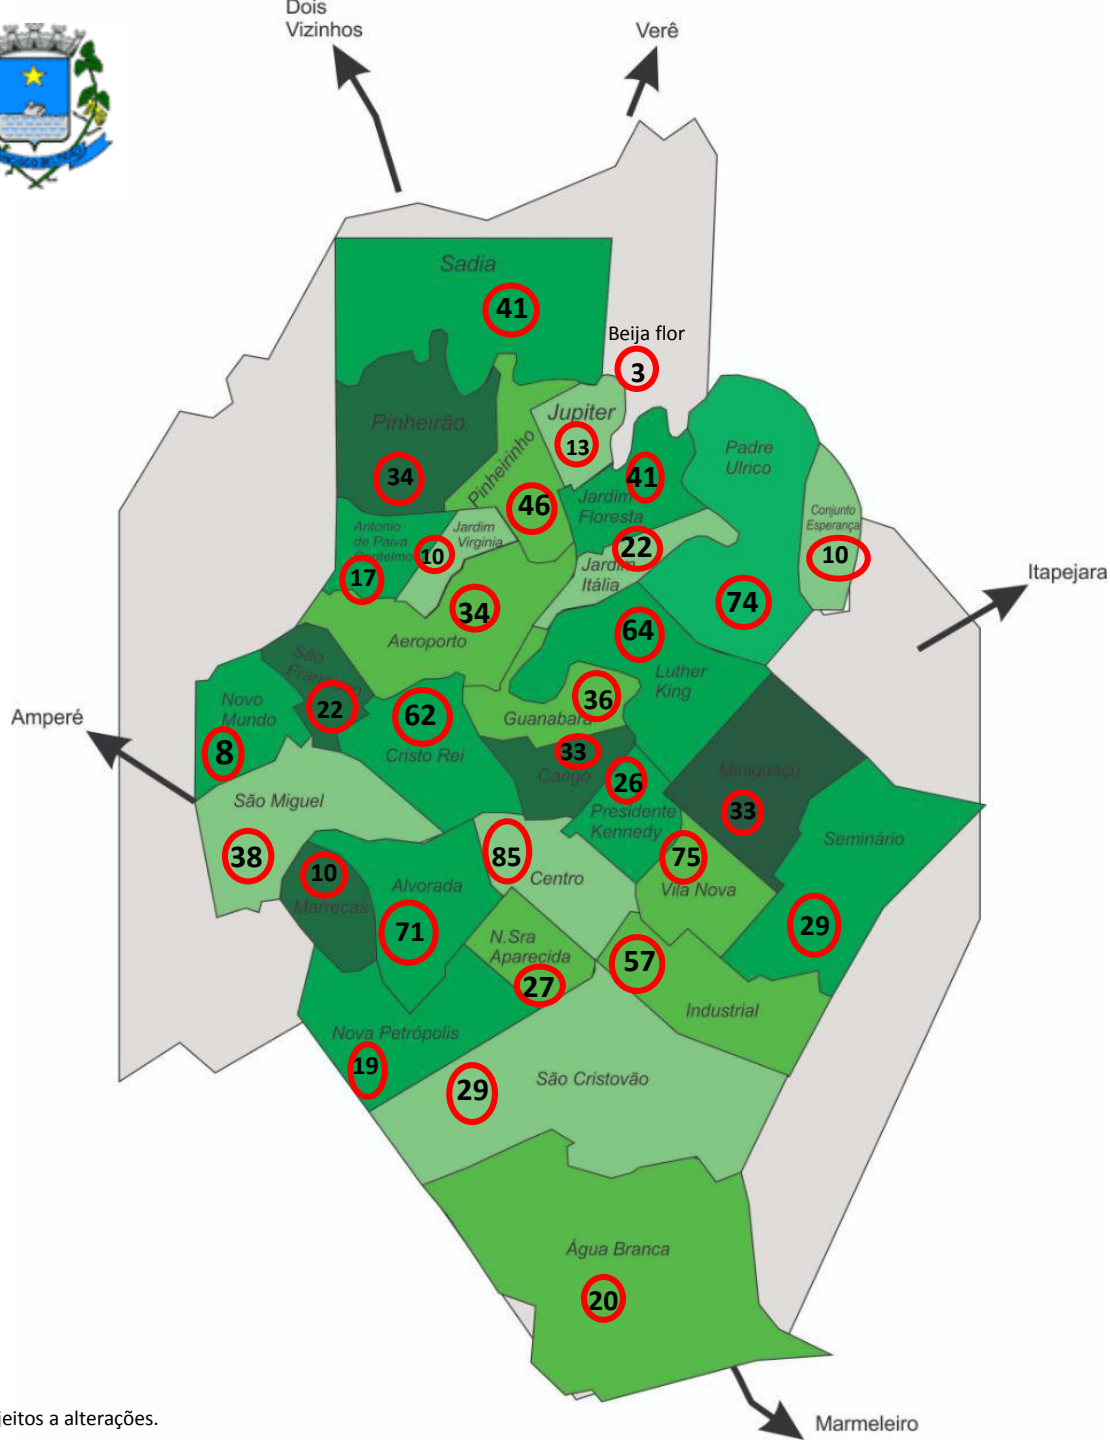 Dois
Vizinhos
Verê
Sadia
41
Beija flor
3
Pinheirão
34
Pinheirinho
46
Jupiter
13
Jardim
Floresta
41
Padre
Ulrico
74
Conjunto
Esperança
10
Itapejara
Antonio
de Paiva
Cantelmo
17
Jardim
Virginia
10
Jardim
Itália
22
Aeroporto
34
Luther
King
64
São
22
Novo
Mundo
8
Amperé
Cristo Rei
62
Guanabara
36
Cango
33
Presidente
Kennedy
26
Miniguaçú
33
Seminário
29
São Miguel
38
Marrecas
10
Alvorada
71
Centro
85
Vila Nova
75
N.Sra
Aparecida
27
57
Industrial
Nova Petrópolis
19
São Cristovão
29
Água Branca
20
jeitos a alterações.
Marmeleiro